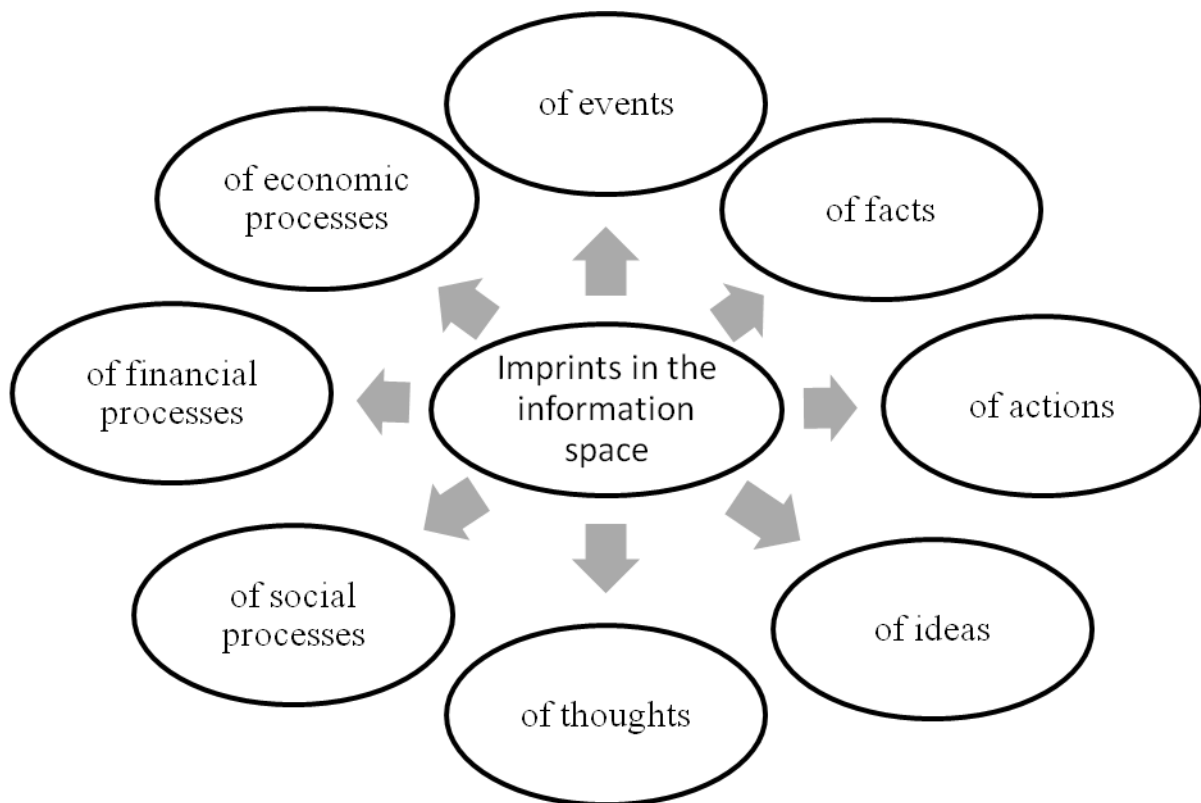 of events
of economic
processes
of facts
of financial
processes
Imprints in the
information
space
of actions
of social
processes
of ideas
of thoughts